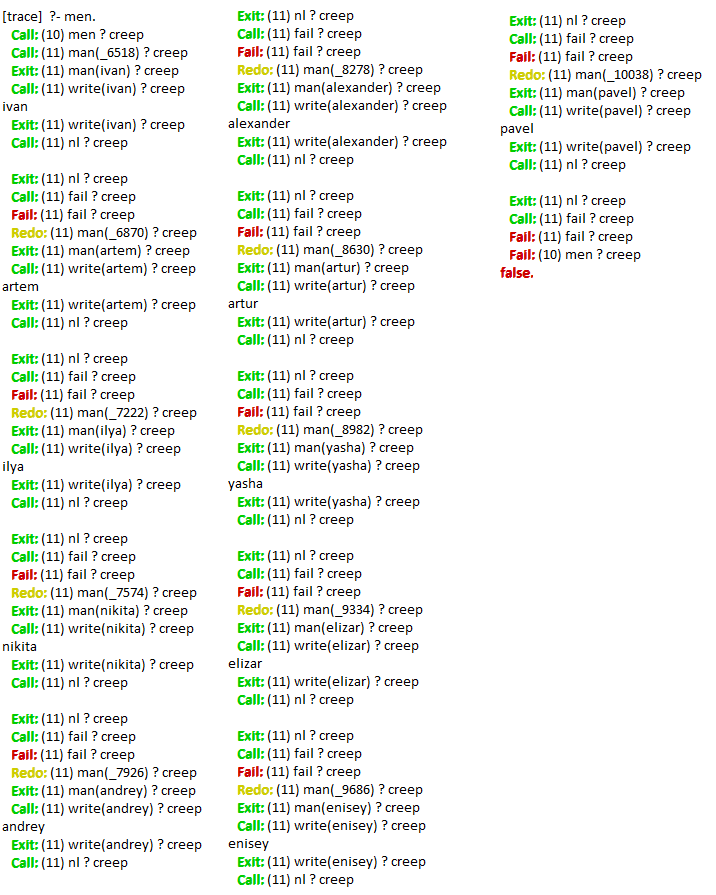 [trace]  ?- men.
Call: (10) men ? creep
Call: (11) man(_6518) ? creep
Exit: (11) man(ivan) ? creep
Call: (11) write(ivan) ? creep
ivan
Exit: (11) write(ivan) ? creep
Call: (11) nl ? creep

Exit: (11) nl ? creep
Call: (11) fail ? creep
Fail: (11) fail ? creep
Redo: (11) man(_6870) ? creep
Exit: (11) man(artem) ? creep
Call: (11) write(artem) ? creep
artem
Exit: (11) write(artem) ? creep
Call: (11) nl ? creep

Exit: (11) nl ? creep
Call: (11) fail ? creep
Fail: (11) fail ? creep
Redo: (11) man(_7222) ? creep
Exit: (11) man(ilya) ? creep
Call: (11) write(ilya) ? creep
ilya
Exit: (11) write(ilya) ? creep
Call: (11) nl ? creep

Exit: (11) nl ? creep
Call: (11) fail ? creep
Fail: (11) fail ? creep
Redo: (11) man(_7574) ? creep
Exit: (11) man(nikita) ? creep
Call: (11) write(nikita) ? creep
nikita
Exit: (11) write(nikita) ? creep
Call: (11) nl ? creep

Exit: (11) nl ? creep
Call: (11) fail ? creep
Fail: (11) fail ? creep
Redo: (11) man(_7926) ? creep
Exit: (11) man(andrey) ? creep
Call: (11) write(andrey) ? creep
andrey
Exit: (11) write(andrey) ? creep
Call: (11) nl ? creep

Exit: (11) nl ? creep
Call: (11) fail ? creep
Fail: (11) fail ? creep
Redo: (11) man(_8278) ? creep
Exit: (11) man(alexander) ? creep
Call: (11) write(alexander) ? creep
alexander
Exit: (11) write(alexander) ? creep
Call: (11) nl ? creep

Exit: (11) nl ? creep
Call: (11) fail ? creep
Fail: (11) fail ? creep
Redo: (11) man(_8630) ? creep
Exit: (11) man(artur) ? creep
Call: (11) write(artur) ? creep
artur
Exit: (11) write(artur) ? creep
Call: (11) nl ? creep

Exit: (11) nl ? creep
Call: (11) fail ? creep
Fail: (11) fail ? creep
Redo: (11) man(_8982) ? creep
Exit: (11) man(yasha) ? creep
Call: (11) write(yasha) ? creep
yasha
Exit: (11) write(yasha) ? creep
Call: (11) nl ? creep

Exit: (11) nl ? creep
Call: (11) fail ? creep
Fail: (11) fail ? creep
Redo: (11) man(_9334) ? creep
Exit: (11) man(elizar) ? creep
Call: (11) write(elizar) ? creep
elizar
Exit: (11) write(elizar) ? creep
Call: (11) nl ? creep

Exit: (11) nl ? creep
Call: (11) fail ? creep
Fail: (11) fail ? creep
Redo: (11) man(_9686) ? creep
Exit: (11) man(enisey) ? creep
Call: (11) write(enisey) ? creep
enisey
Exit: (11) write(enisey) ? creep
Call: (11) nl ? creep

Exit: (11) nl ? creep
Call: (11) fail ? creep
Fail: (11) fail ? creep
Redo: (11) man(_10038) ? creep
Exit: (11) man(pavel) ? creep
Call: (11) write(pavel) ? creep
pavel
Exit: (11) write(pavel) ? creep
Call: (11) nl ? creep

Exit: (11) nl ? creep
Call: (11) fail ? creep
Fail: (11) fail ? creep
Fail: (10) men ? creep
false.